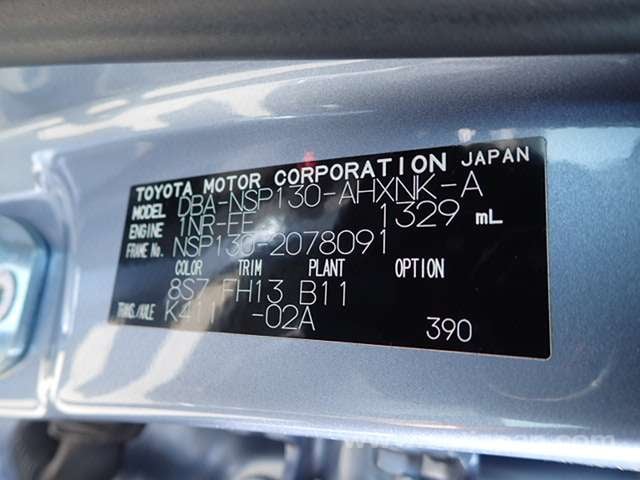 TOYOTA MOTOR CORPORATION JAPAN
MODEL DBA-NSP130-AHXNK-A
ENGINE 1NR-FE 1329 mL
FRAME No. NSP130-2078091
COLOR TRIM PLANT OPTION
8S7 FH13 B11
TRANS./AXLE K411 -02A 390